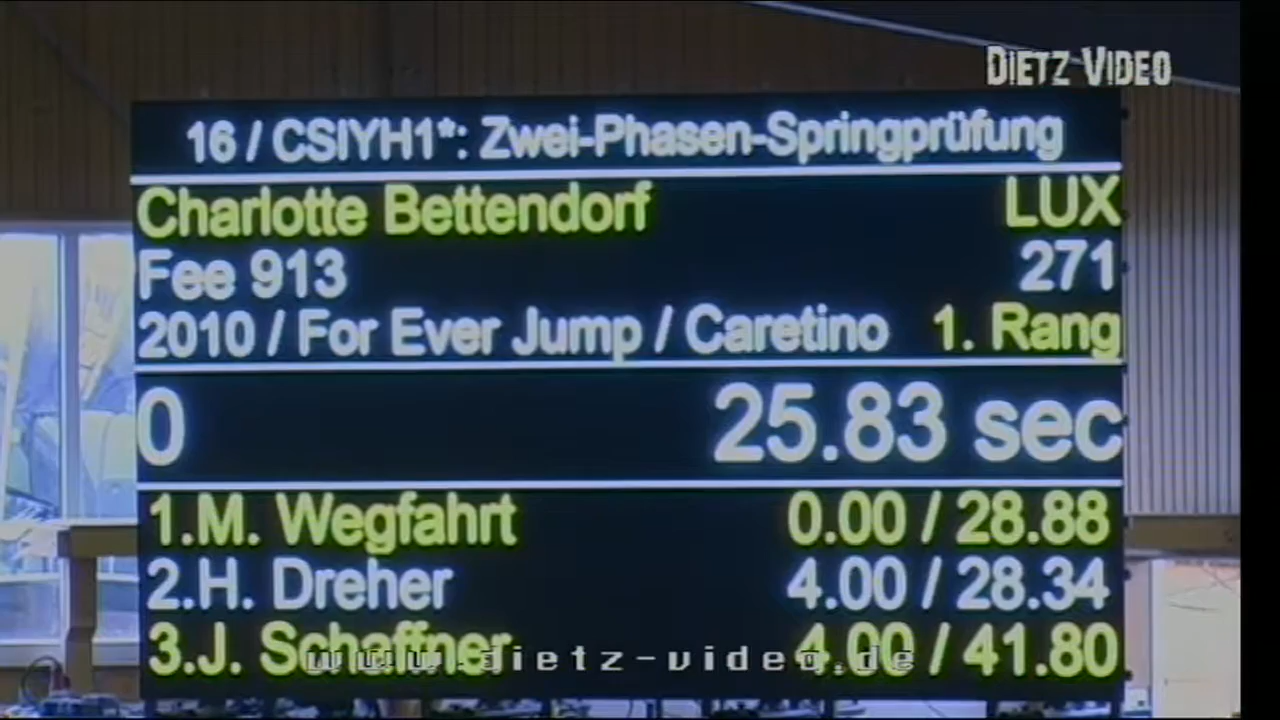 DIETZ VIDEO
16 / CSIYH1*: Zwei-Phasen-Springprüfung
Charlotte Bettendorf LUX
Fee 913 271
2010 / For Ever Jump / Caretino 1. Rang
0 25.83 sec
1.M. Wegfahrt 0.00 / 28.88
2.H. Dreher 4.00 / 28.34
3.J. Schaffner 4.00 / 41.80
www.dietz-video.de